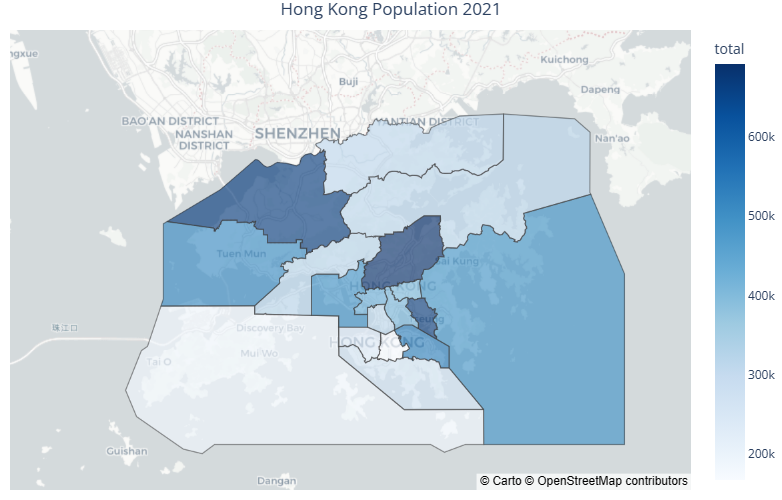 Hong Kong Population 2021
total
ngxue
Kuichong
Buji
Dapeng
BAO'AN DISTRICT
YANTIAN DISTRICT
NANSHAN
DISTRICT
SHENZHEN
Nan'ao
600k
500k
Tuen Mun
Sai Kung
HONG KONG
400k
珠江口
Discovery Bay
HONG KONG
Mui Wo
Tai O
300k
Guishan
200k
Dangan
© Carto © OpenStreetMap contributors